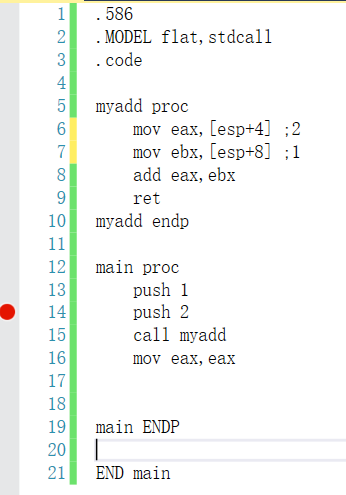 1 .586
2 .MODEL flat,stdcall
3 .code
4
5 myadd proc
6 mov eax,[esp+4] ;2
7 mov ebx,[esp+8] ;1
8 add eax,ebx
9 ret
10 myadd endp
11
12 main proc
13 push 1
14 push 2
15 call myadd
16 mov eax,eax
17
18
19 main ENDP
20
21 END main